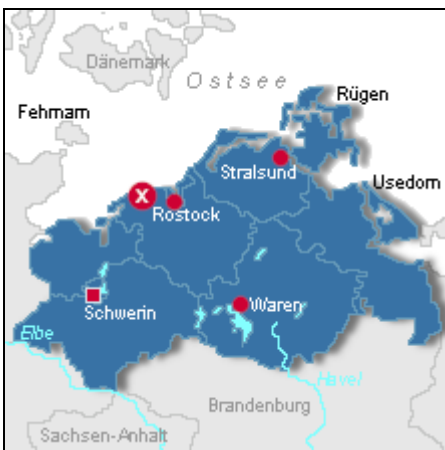 Dänemark
Ostsee
Rügen
Fehmarn
Stralsund
Usedom
X
Rostock
Waren
Schwerin
Elbe
Havel
Brandenburg
Sachsen-Anhalt